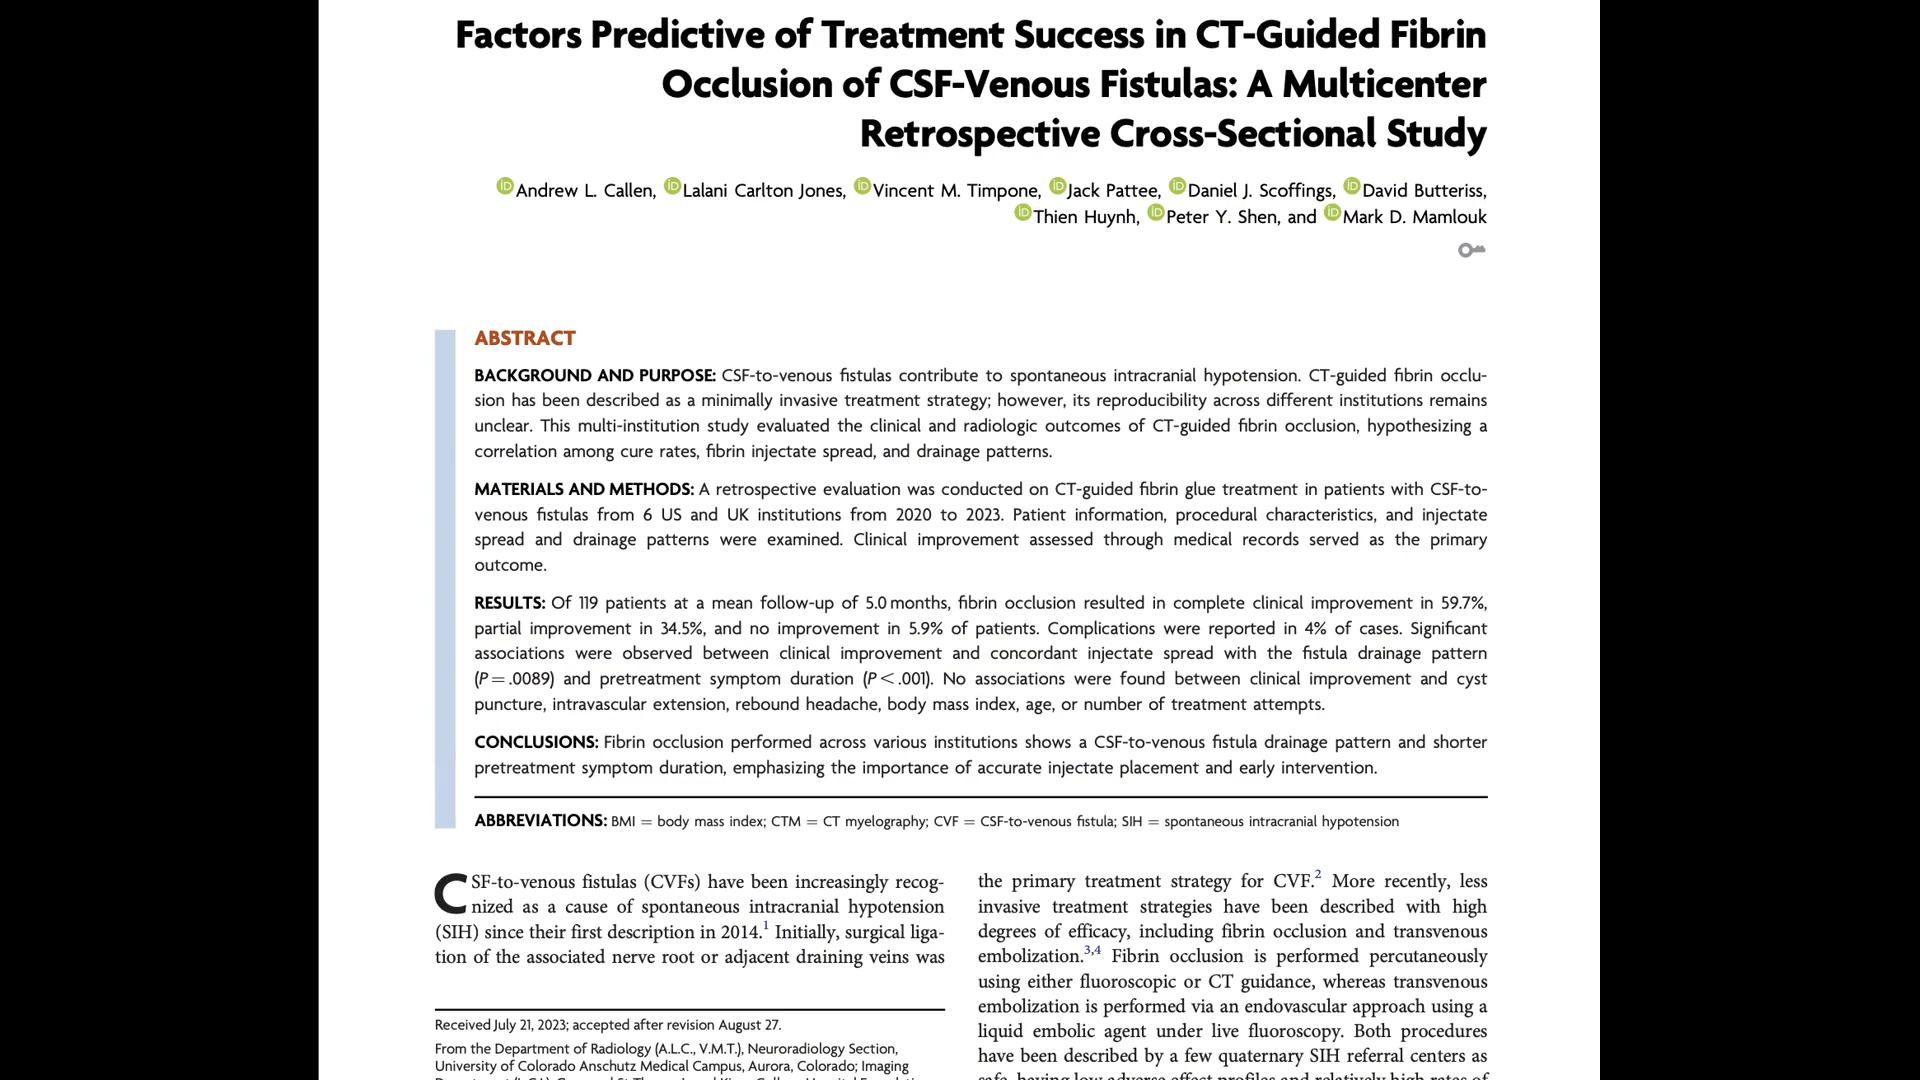 Factors Predictive of Treatment Success in CT-Guided Fibrin
Occlusion of CSF-Venous Fistulas: A Multicenter
Retrospective Cross-Sectional Study
Andrew L. Callen, Lalani Carlton Jones, Vincent M. Timpone, Jack Pattee, Daniel J. Scoffings, David Butteriss,
Thien Huynh, Peter Y. Shen, and Mark D. Mamlouk
ABSTRACT
BACKGROUND AND PURPOSE: CSF-to-venous fistulas contribute to spontaneous intracranial hypotension. CT-guided fibrin occlu-
sion has been described as a minimally invasive treatment strategy; however, its reproducibility across different institutions remains
unclear. This multi-institution study evaluated the clinical and radiologic outcomes of CT-guided fibrin occlusion, hypothesizing a
correlation among cure rates, fibrin injectate spread, and drainage patterns.
MATERIALS AND METHODS: A retrospective evaluation was conducted on CT-guided fibrin glue treatment in patients with CSF-to-
venous fistulas from 6 US and UK institutions from 2020 to 2023. Patient information, procedural characteristics, and injectate
spread and drainage patterns were examined. Clinical improvement assessed through medical records served as the primary
outcome.
RESULTS: Of 119 patients at a mean follow-up of 5.0 months, fibrin occlusion resulted in complete clinical improvement in 59.7%,
partial improvement in 34.5%, and no improvement in 5.9% of patients. Complications were reported in 4% of cases. Significant
associations were observed between clinical improvement and concordant injectate spread with the fistula drainage pattern
(P = .0089) and pretreatment symptom duration (P < .001). No associations were found between clinical improvement and cyst
puncture, intravascular extension, rebound headache, body mass index, age, or number of treatment attempts.
CONCLUSIONS: Fibrin occlusion performed across various institutions shows a CSF-to-venous fistula drainage pattern and shorter
pretreatment symptom duration, emphasizing the importance of accurate injectate placement and early intervention.
ABBREVIATIONS: BMI = body mass index; CTM = CT myelography; CVF = CSF-to-venous fistula; SIH = spontaneous intracranial hypotension
CSF-to-venous fistulas (CVFs) have been increasingly recog-
nized as a cause of spontaneous intracranial hypotension
(SIH) since their first description in 2014.1 Initially, surgical liga-
tion of the associated nerve root or adjacent draining veins was
Received July 21, 2023; accepted after revision August 27.
From the Department of Radiology (A.L.C., V.M.T.), Neuroradiology Section,
University of Colorado Anschutz Medical Campus, Aurora, Colorado; Imaging
the primary treatment strategy for CVF.2 More recently, less
invasive treatment strategies have been described with high
degrees of efficacy, including fibrin occlusion and transvenous
embolization.3,4 Fibrin occlusion is performed percutaneously
using either fluoroscopic or CT guidance, whereas transvenous
embolization is performed via an endovascular approach using a
liquid embolic agent under live fluoroscopy. Both procedures
have been described by a few quaternary SIH referral centers as
safe, having low adverse effect profiles and relatively high rates of